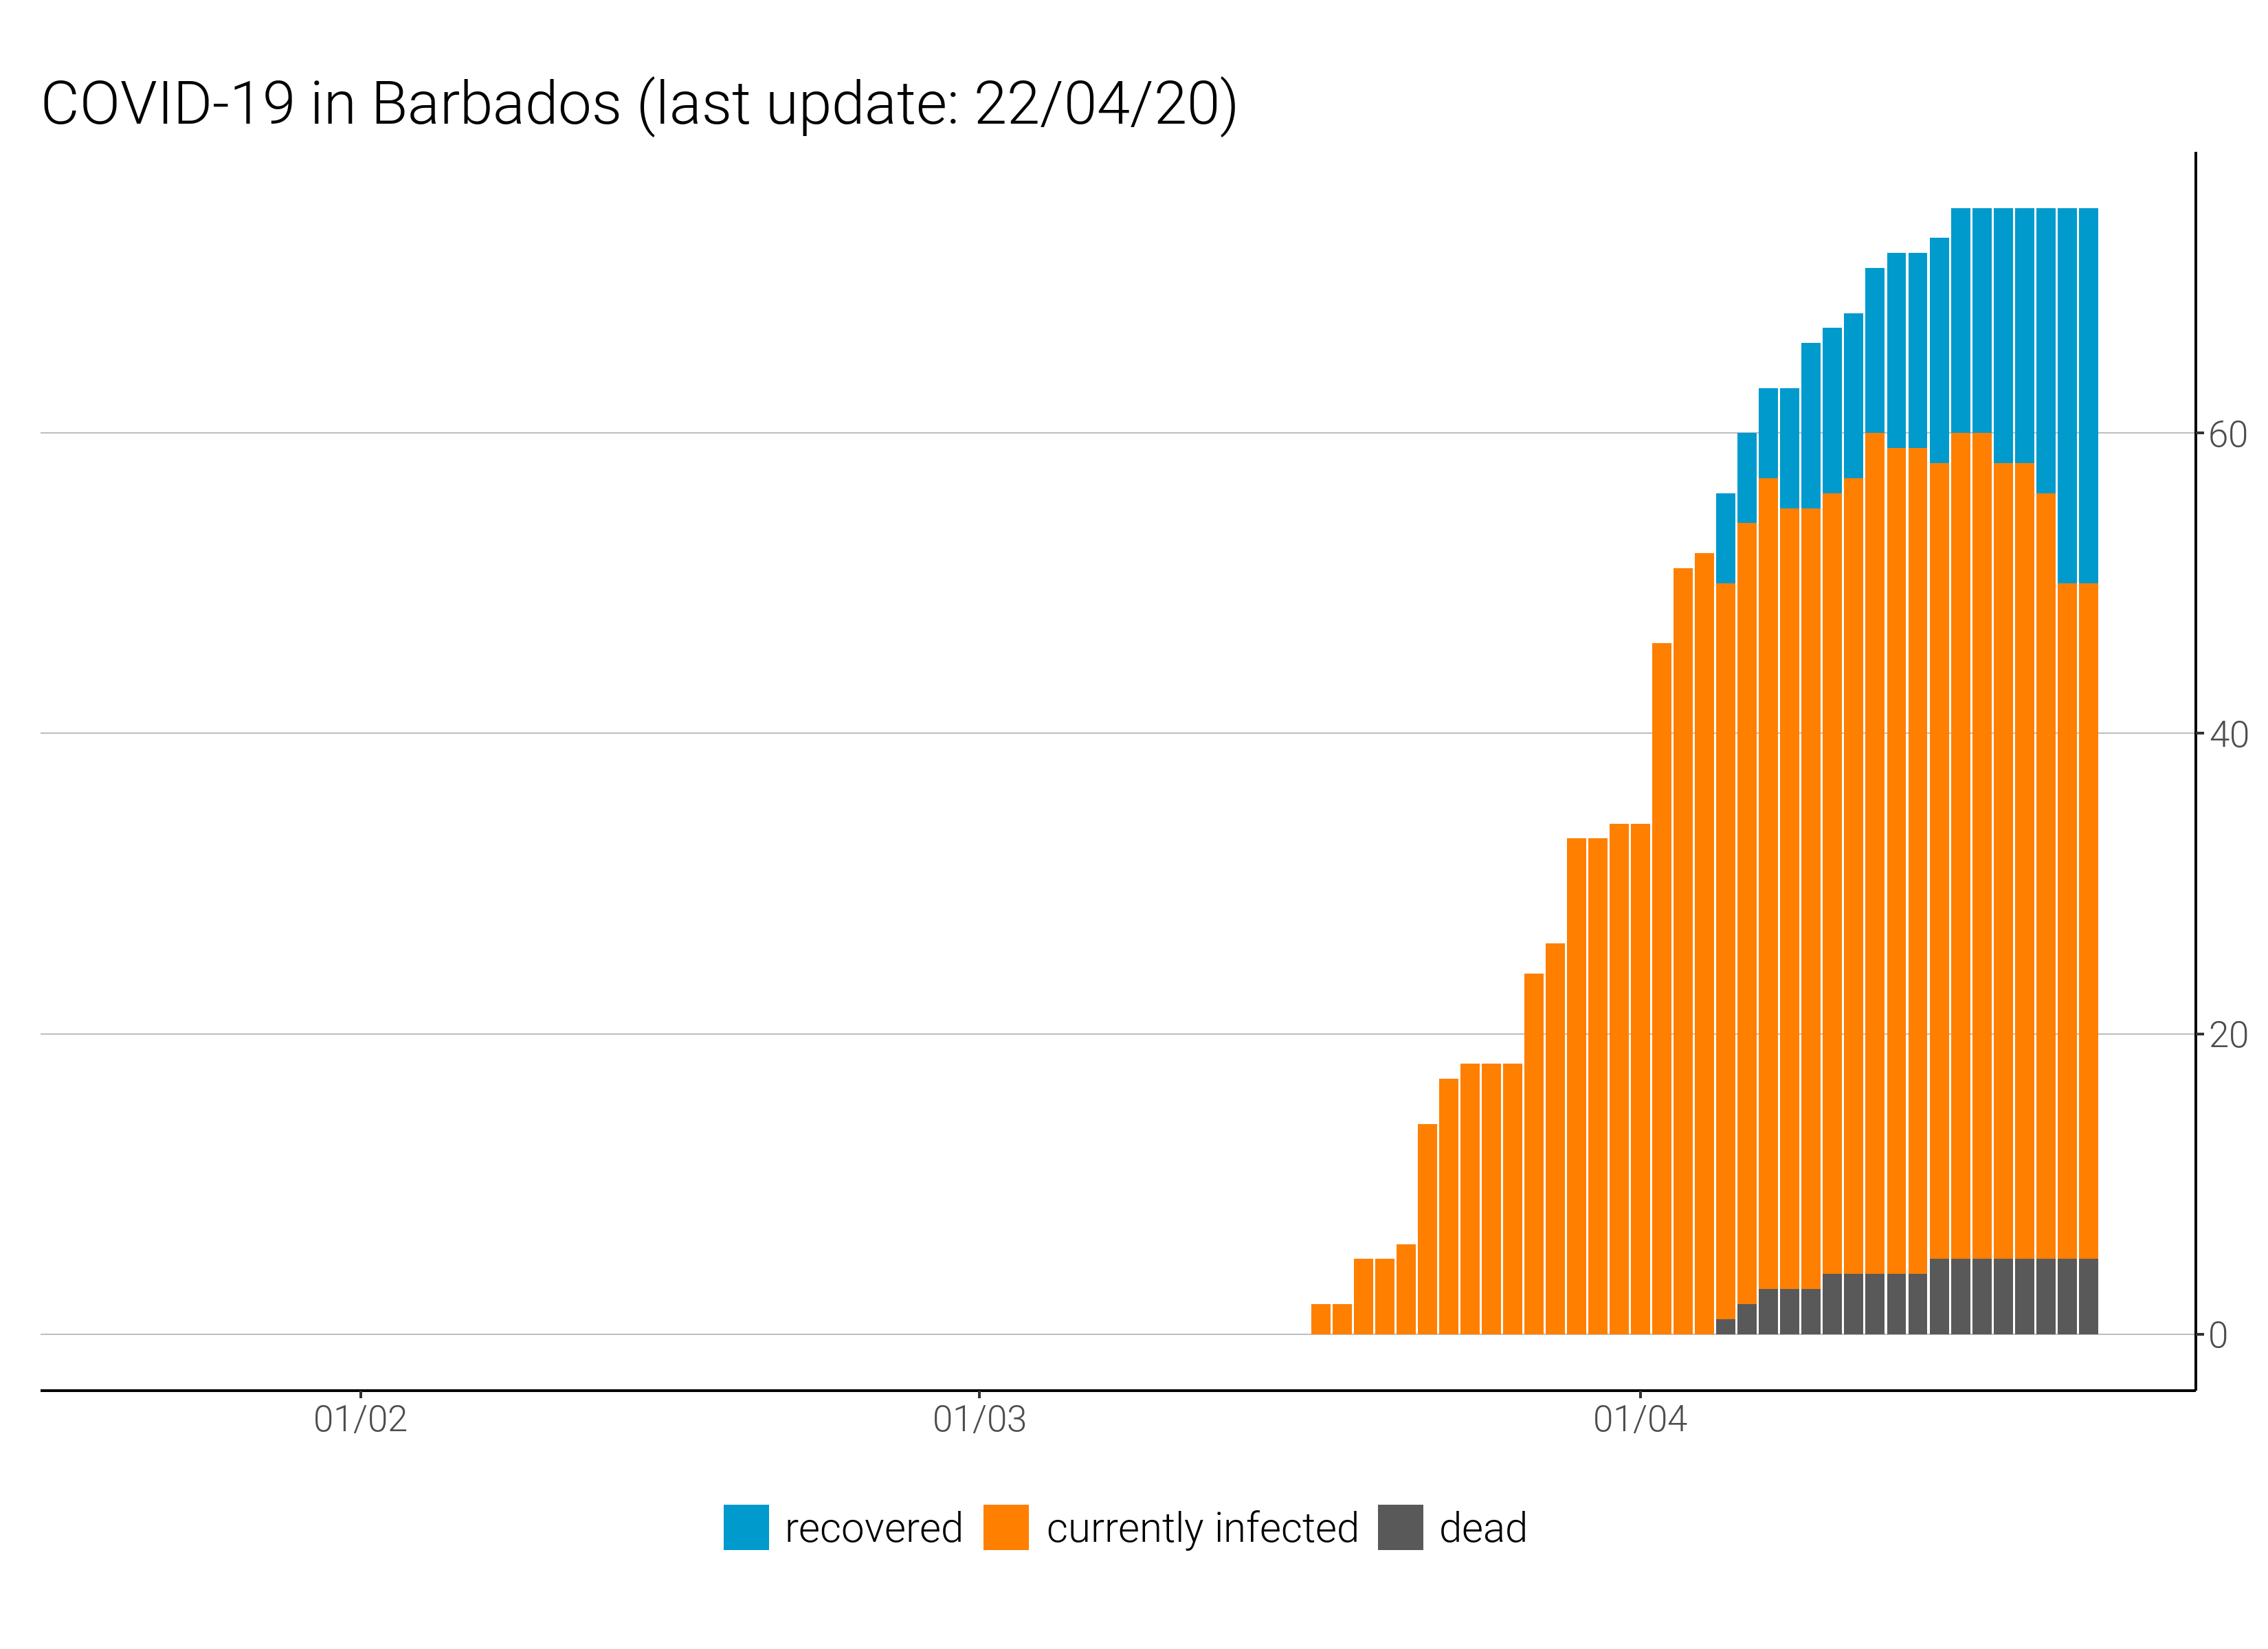 COVID-19 in Barbados (last update: 22/04/20)
60
40
20
0
01/02 01/03 01/04
recovered currently infected dead